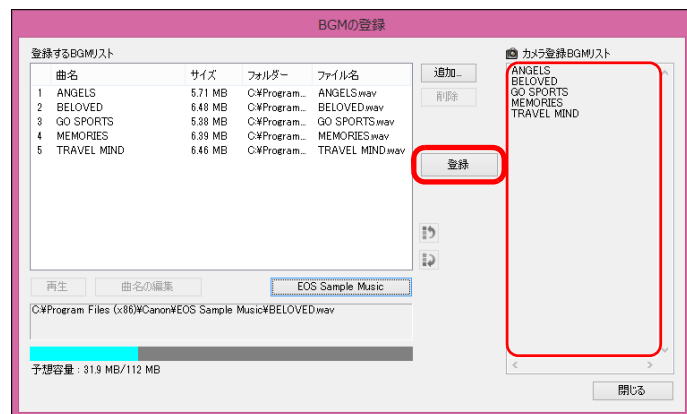 BGMの登録
登録するBGMリスト
曲名 サイズ フォルダー ファイル名
1 ANGELS 5.71 MB C:¥Program... ANGELS.wav
2 BELOVED 6.48 MB C:¥Program... BELOVED.wav
3 GO SPORTS 5.38 MB C:¥Program... GO SPORTS.wav
4 MEMORIES 6.39 MB C:¥Program... MEMORIES.wav
5 TRAVEL MIND 6.46 MB C:¥Program... TRAVEL MIND.wav
再生 曲名の編集 EOS Sample Music
C:¥Program Files (x86)¥Canon¥EOS Sample Music¥BELOVED.wav
予想容量 : 31.9 MB/112 MB
追加...
削除
登録
カメラ登録BGMリスト
ANGELS
BELOVED
GO SPORTS
MEMORIES
TRAVEL MIND
閉じる